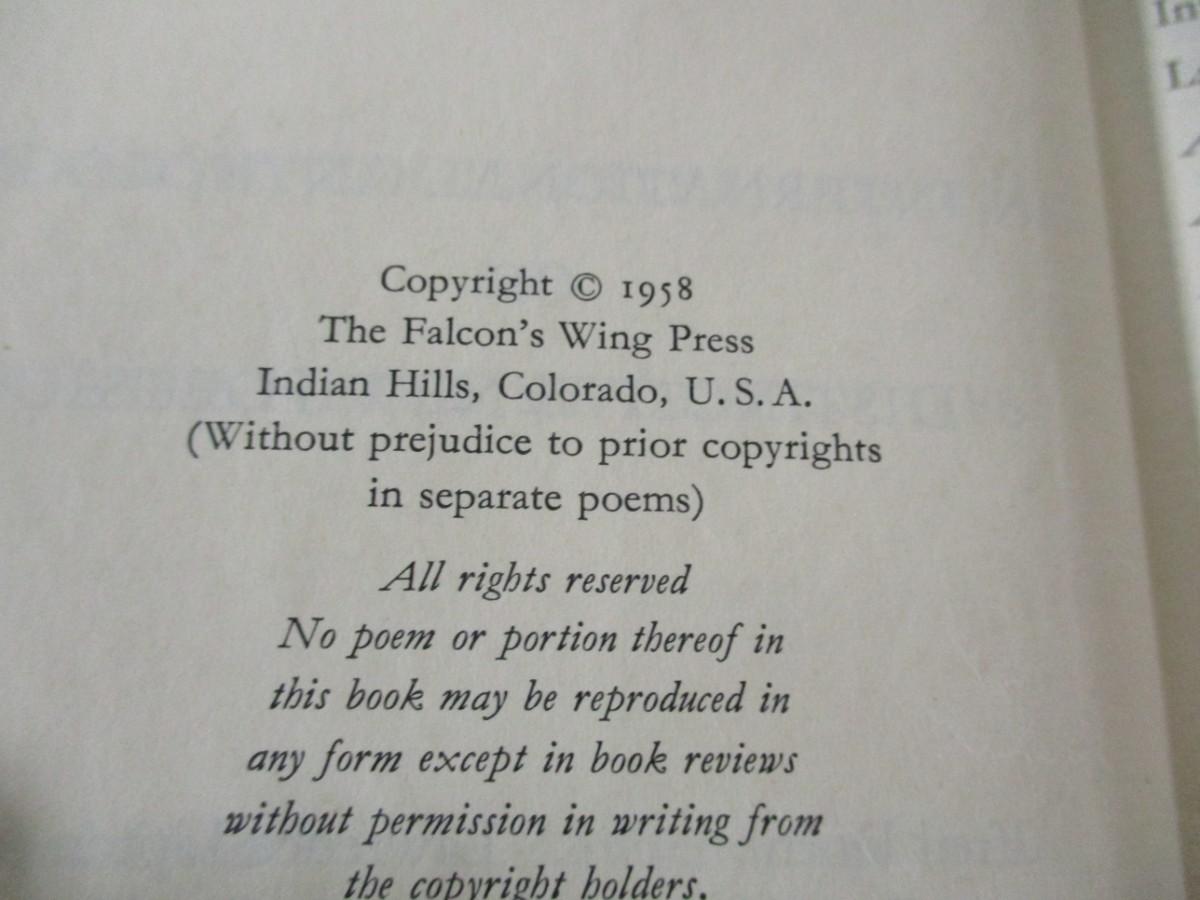 Copyright © 1958
The Falcon's Wing Press
Indian Hills, Colorado, U. S. A.
(Without prejudice to prior copyrights
in separate poems)
All rights reserved
No poem or portion thereof in
this book may be reproduced in
any form except in book reviews
without permission in writing from
the copyright holders.